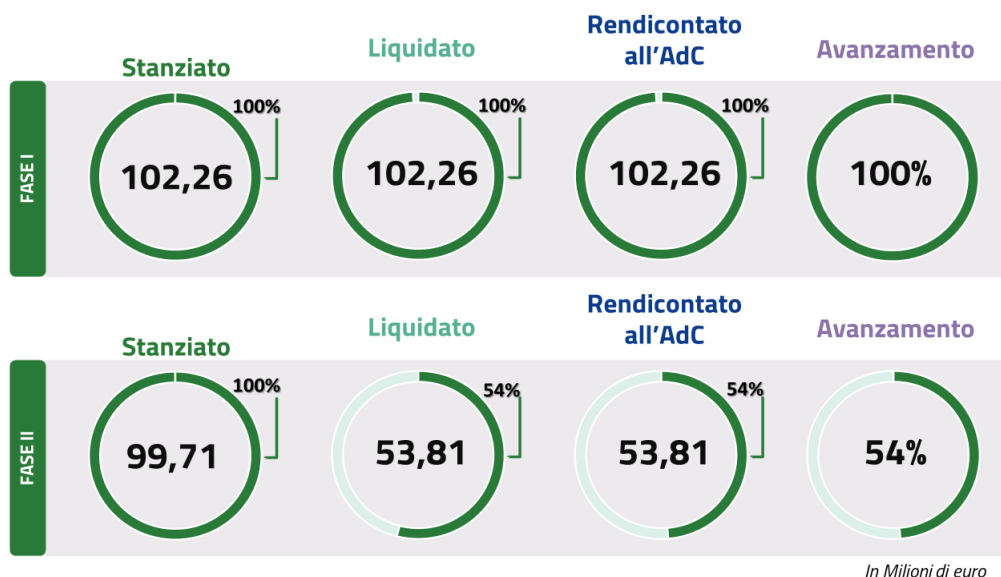 Stanziato
Liquidato
Rendicontato
all'AdC
Avanzamento
FASE I
100%
102,26
100%
102,26
100%
102,26
100%
Stanziato
Liquidato
Rendicontato
all'AdC
Avanzamento
FASE II
100%
99,71
54%
53,81
54%
53,81
54%
In Milioni di euro